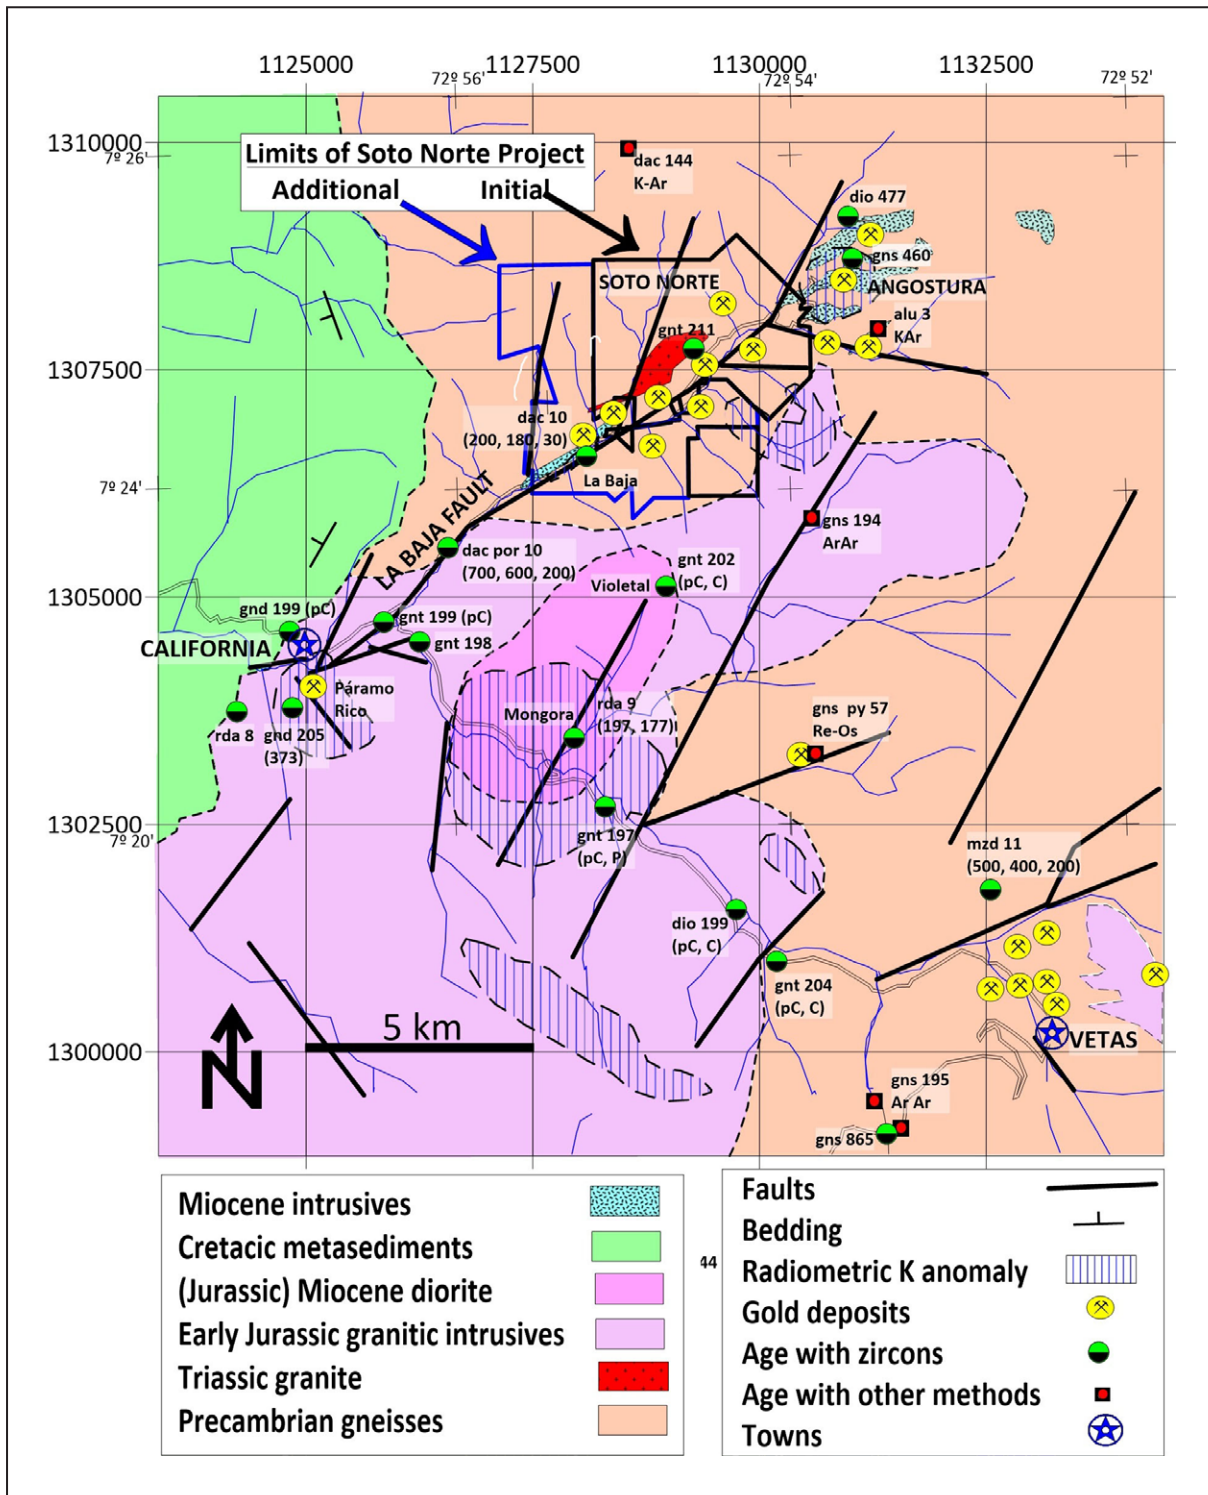 1125000
1127500
1130000
1132500
72º 56'
72º 54'
72º 52'
1310000
7º 26'
Limits of Soto Norte Project
Additional
Initial
dac 144
K-Ar
dio 477
gns 460
SOTO NORTE
ANGOSTURA
alu 3
KAr
gnt 211
1307500
dac 10
(200, 180, 30)
La Baja
7º 24'
LA BAJA FAULT
gns 194
ArAr
dac por 10
(700, 600, 200)
gnt 202
(pC, C)
Violetal
1305000
gnd 199 (pC)
gnt 199 (pC)
CALIFORNIA
gnt 198
Páramo
Rico
Mongora
rda 9
(197, 177)
gns py 57
Re-Os
rda 8
gnd 205
(373)
1302500
7º 20'
gnt 197
(pC, P)
mzd 11
(500, 400, 200)
dio 199
(pC, C)
gnt 204
(pC, C)
5 km
N
1300000
VETAS
gns 195
Ar Ar
gns 865
Miocene intrusives
Cretacic metasediments
(Jurassic) Miocene diorite
Early Jurassic granitic intrusives
Triassic granite
Precambrian gneisses
44
Faults
Bedding
Radiometric K anomaly
Gold deposits
Age with zircons
Age with other methods
Towns